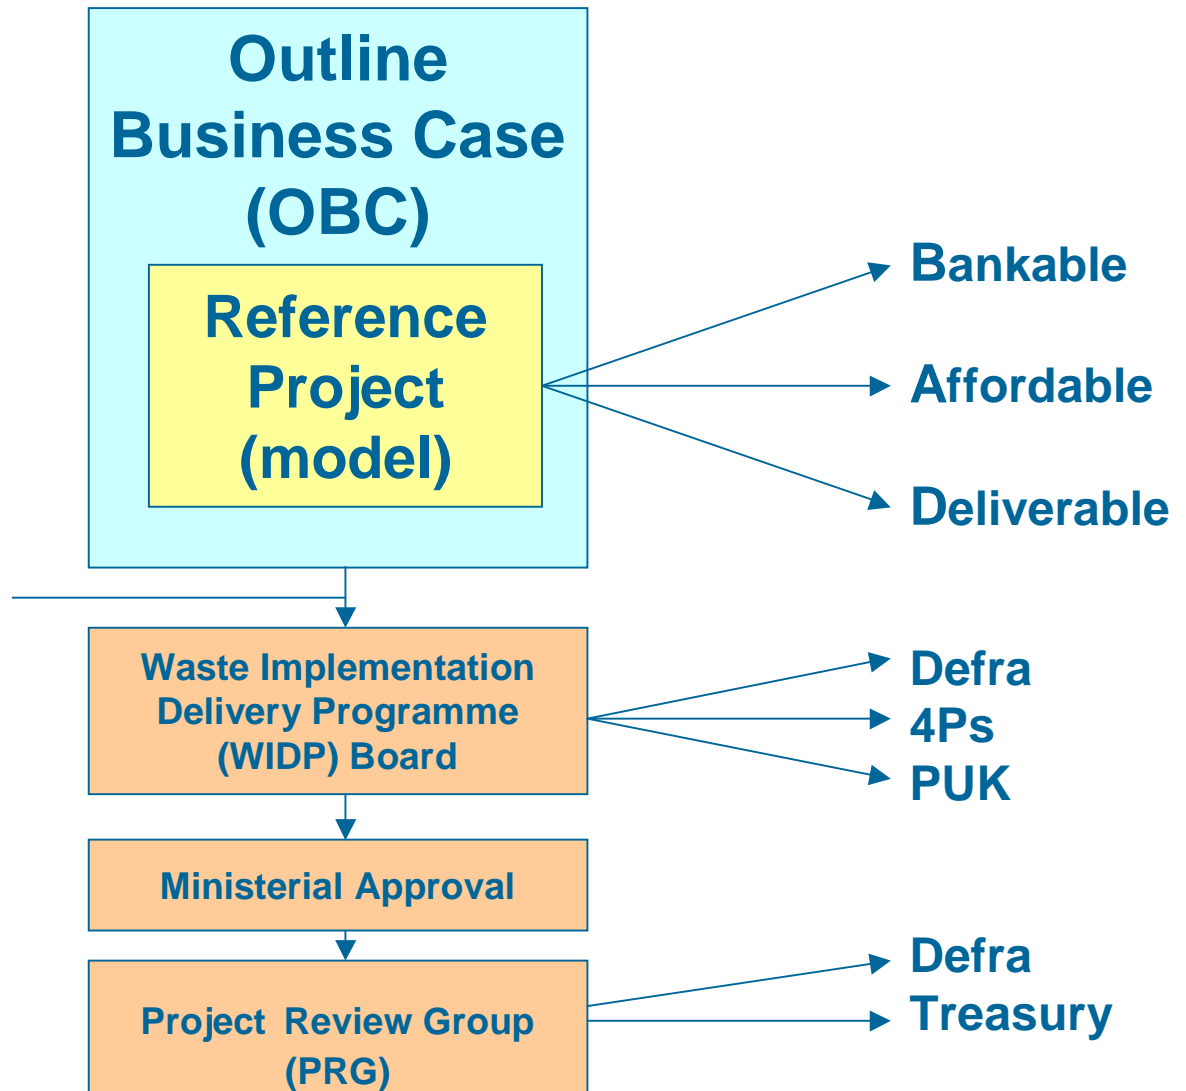 Outline
Business Case
(OBC)
Reference
Project
(model)
Bankable
Affordable
Deliverable
Waste Implementation
Delivery Programme
(WIDP) Board
Defra
4Ps
PUK
Ministerial Approval
Project Review Group
(PRG)
Defra
Treasury